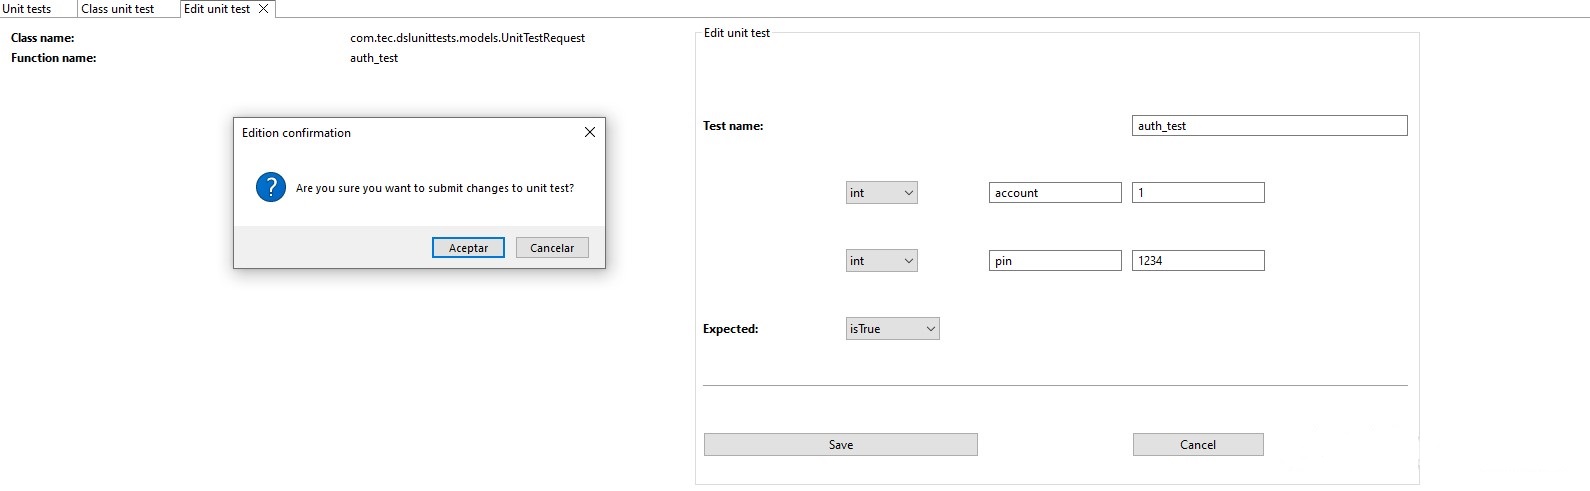 Unit tests
Class unit test
Edit unit test
Class name: com.tec.dslunittests.models.UnitTestRequest
Function name: auth_test
Edition confirmation
Are you sure you want to submit changes to unit test?
Aceptar Cancelar
Edit unit test
Test name: auth_test
int account 1
int pin 1234
Expected: isTrue
Save Cancel